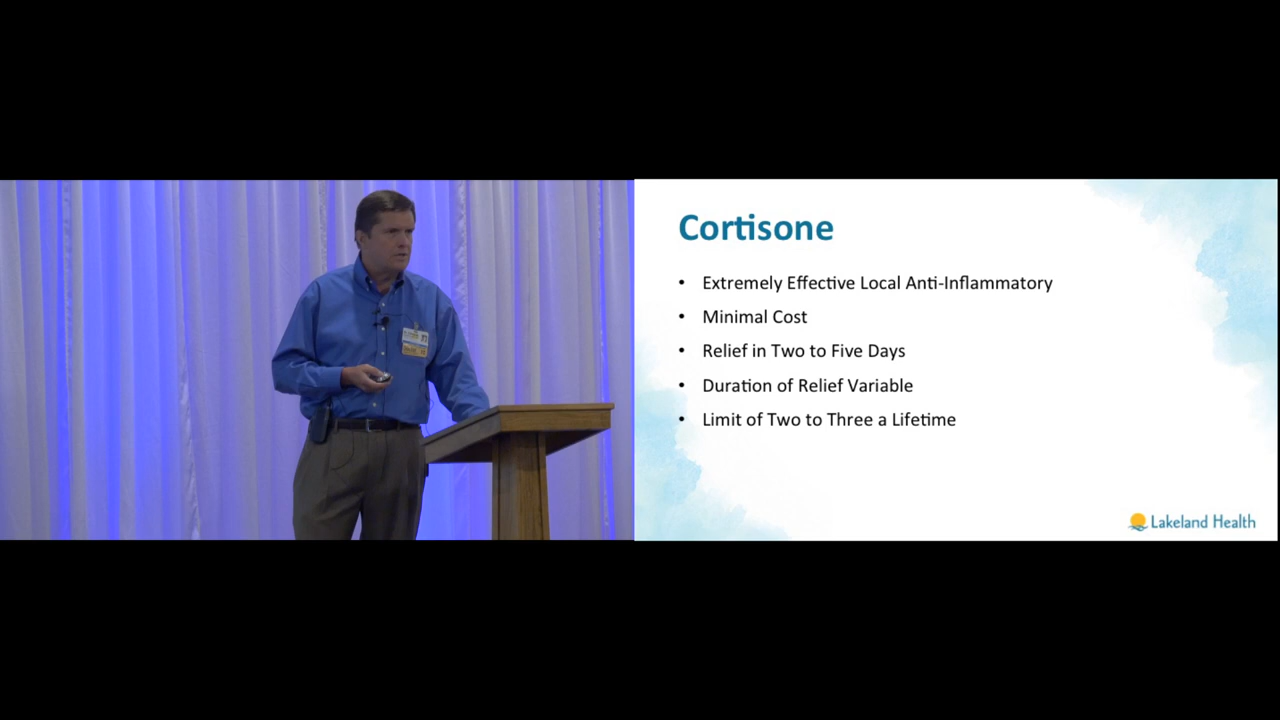 Cortisone
• Extremely Effective Local Anti-Inflammatory
• Minimal Cost
• Relief in Two to Five Days
• Duration of Relief Variable
• Limit of Two to Three a Lifetime
Lakeland Health